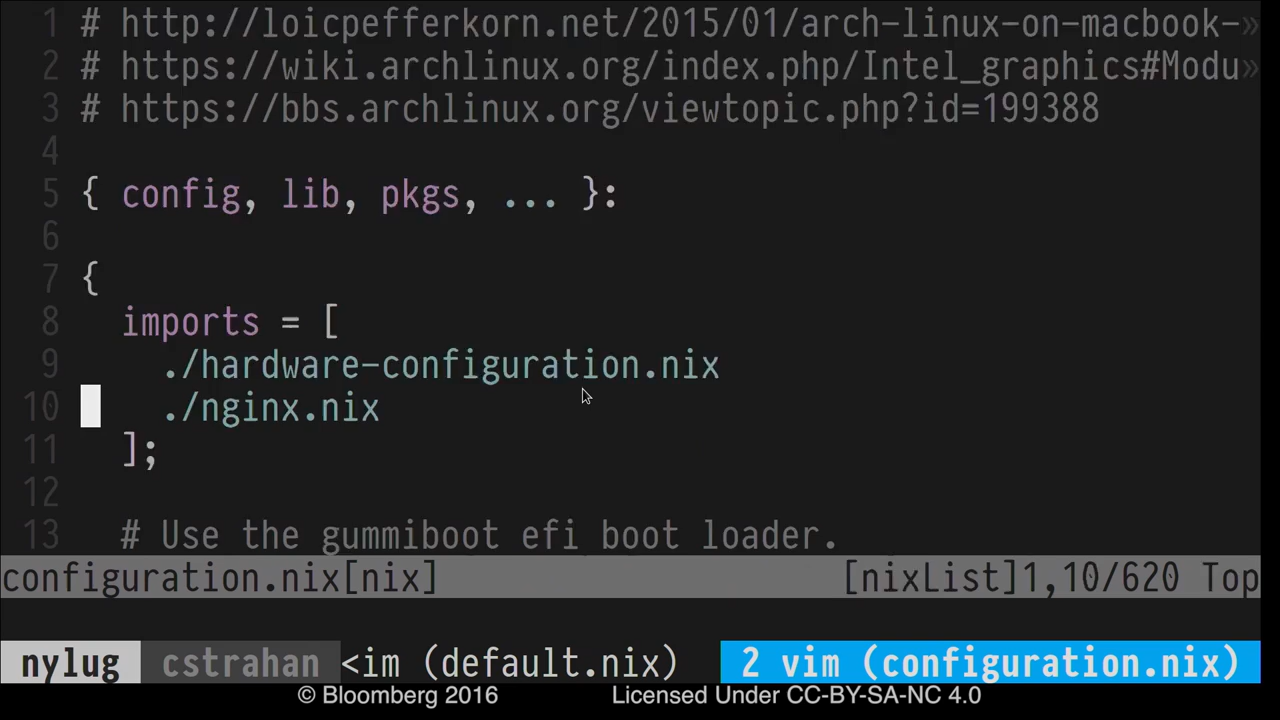 1 # http://loicpefferkorn.net/2015/01/arch-linux-on-macbook-»
2 # https://wiki.archlinux.org/index.php/Intel_graphics#Modu»
3 # https://bbs.archlinux.org/viewtopic.php?id=199388
4
5 { config, lib, pkgs, ... }:
6
7 {
8   imports = [
9     ./hardware-configuration.nix
10     ./nginx.nix
11   ];
12
13   # Use the gummiboot efi boot loader.
configuration.nix[nix] [nixList]1,10/620 Top
nylug cstrahan <im (default.nix) 2 vim (configuration.nix)
© Bloomberg 2016 Licensed Under CC-BY-SA-NC 4.0